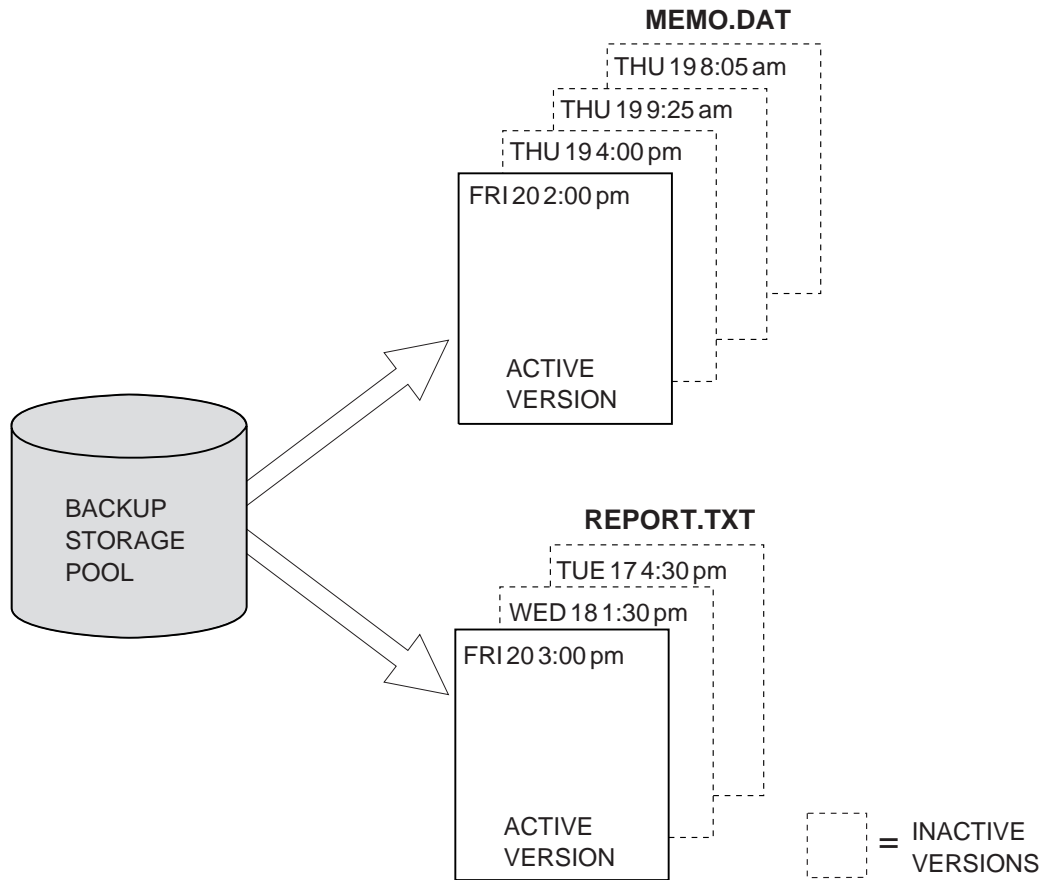 MEMO.DAT
THU 19 8:05 am
THU 19 9:25 am
THU 19 4:00 pm
FRI 20 2:00 pm
ACTIVE
VERSION
BACKUP
STORAGE
POOL
REPORT.TXT
TUE 17 4:30 pm
WED 18 1:30 pm
FRI 20 3:00 pm
ACTIVE
VERSION
= INACTIVE
VERSIONS